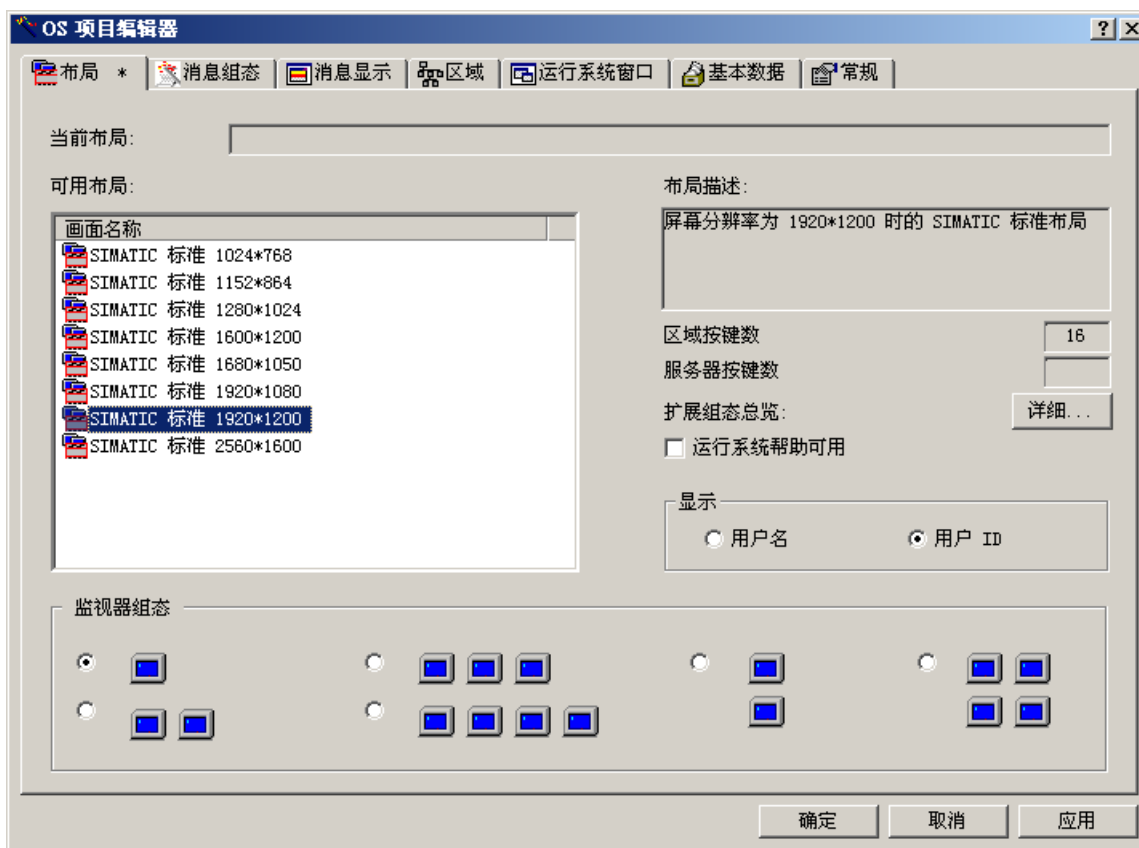 OS 项目编辑器
布局 * 消息组态 消息显示 区域 运行系统窗口 基本数据 常规
当前布局:
可用布局:
画面名称
SIMATIC 标准 1024*768
SIMATIC 标准 1152*864
SIMATIC 标准 1280*1024
SIMATIC 标准 1600*1200
SIMATIC 标准 1680*1050
SIMATIC 标准 1920*1080
SIMATIC 标准 1920*1200
SIMATIC 标准 2560*1600
布局描述:
屏幕分辨率为 1920*1200 时的 SIMATIC 标准布局
区域按键数 16
服务器按键数
扩展组态总览: 详细...
运行系统帮助可用
显示
用户名 用户 ID
监视器组态
确定 取消 应用